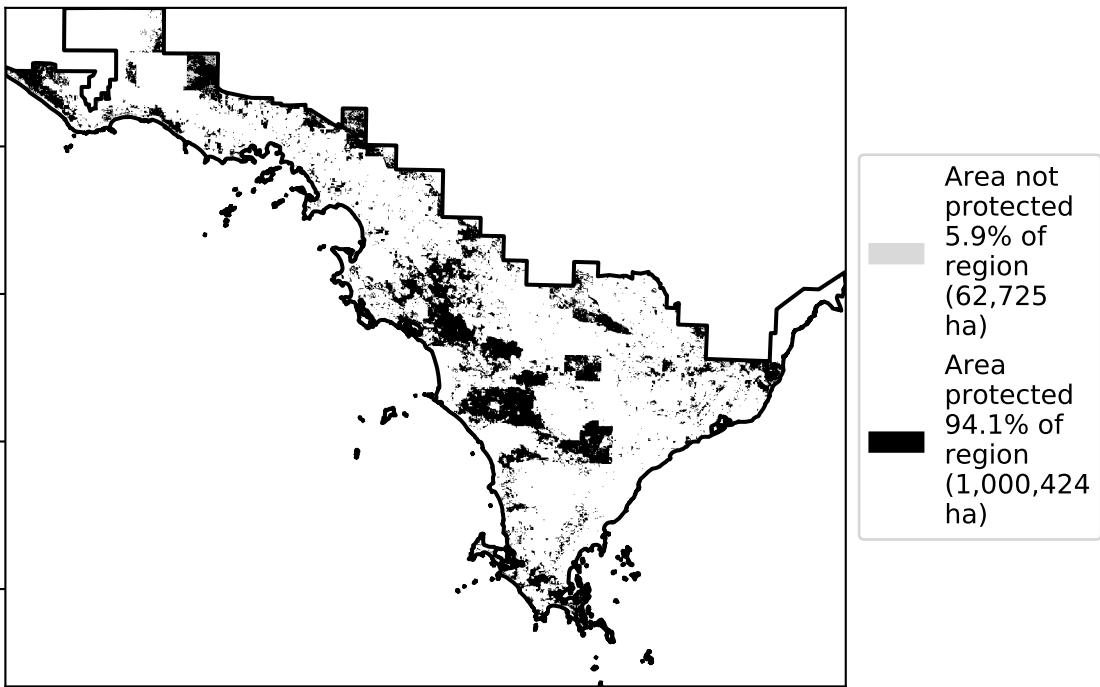 Area not
protected
5.9% of
region
(62,725
ha)
Area
protected
94.1% of
region
(1,000,424
ha)